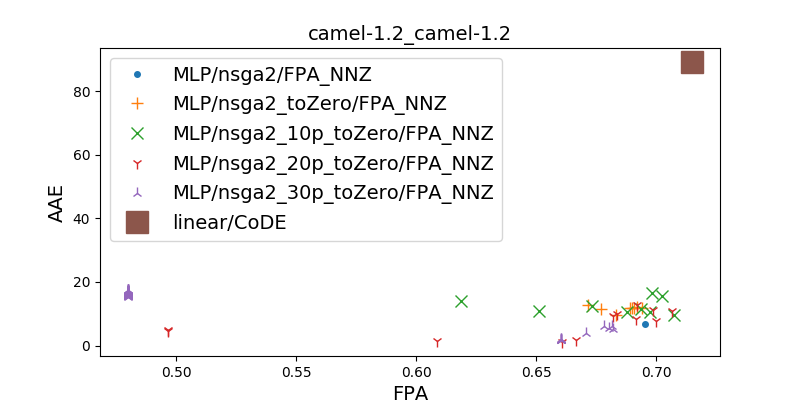 camel-1.2_camel-1.2
MLP/nsga2/FPA_NNZ
MLP/nsga2_toZero/FPA_NNZ
MLP/nsga2_10p_toZero/FPA_NNZ
MLP/nsga2_20p_toZero/FPA_NNZ
MLP/nsga2_30p_toZero/FPA_NNZ
linear/CoDE
AAE
80
60
40
20
0
0.50 0.55 0.60 0.65 0.70
FPA